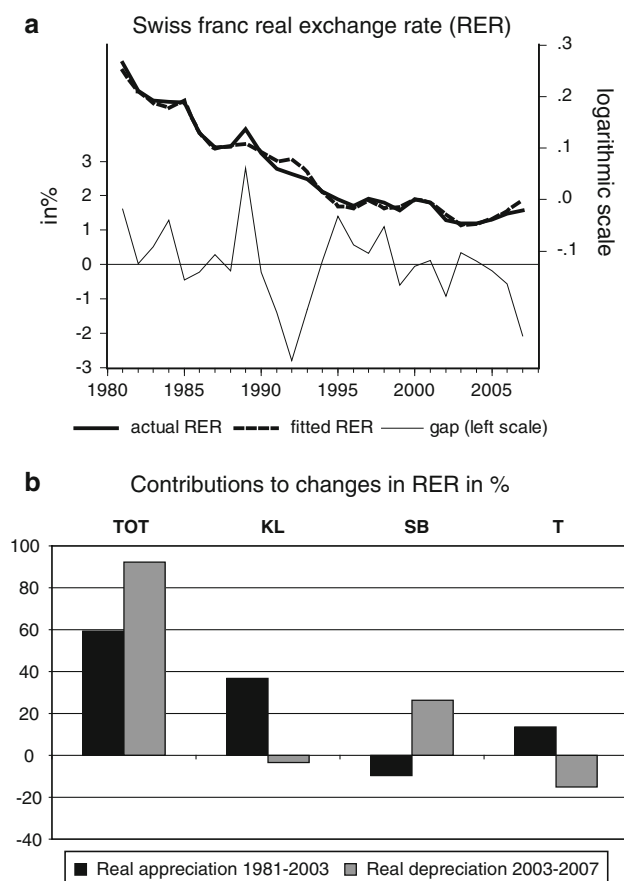 a Swiss franc real exchange rate (RER)
.3
.2
.1
.0
-.1
logarithmic scale
in%
3
2
1
0
-1
-2
-3
1980 1985 1990 1995 2000 2005
actual RER fitted RER gap (left scale)
b Contributions to changes in RER in %
TOT KL SB T
100
80
60
40
20
0
-20
-40
Real appreciation 1981-2003 Real depreciation 2003-2007